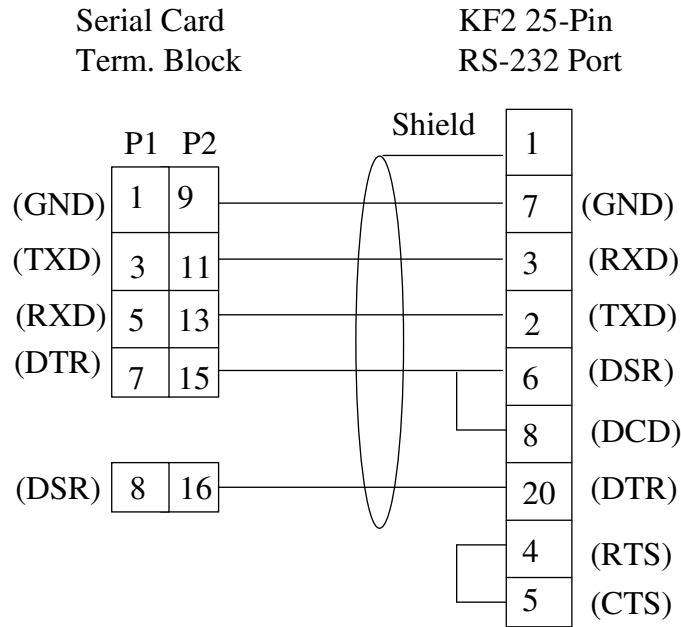 Serial Card KF2 25-Pin
Term. Block RS-232 Port
Shield 1
P1 P2
(GND) 1 9 7 (GND)
(TXD) 3 11 3 (RXD)
(RXD) 5 13 2 (TXD)
(DTR) 7 15 6 (DSR)
8 (DCD)
(DSR) 8 16 20 (DTR)
4 (RTS)
5 (CTS)